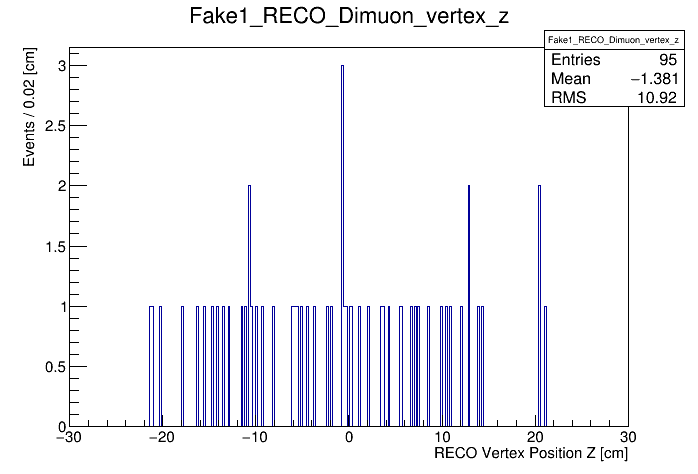 Fake1_RECO_Dimuon_vertex_z
Fake1_RECO_Dimuon_vertex_z
Entries 95
Mean −1.381
RMS 10.92
Events / 0.02 [cm]
3
2.5
2
1.5
1
0.5
0
−30 −20 −10 0 10 20 30
RECO Vertex Position Z [cm]